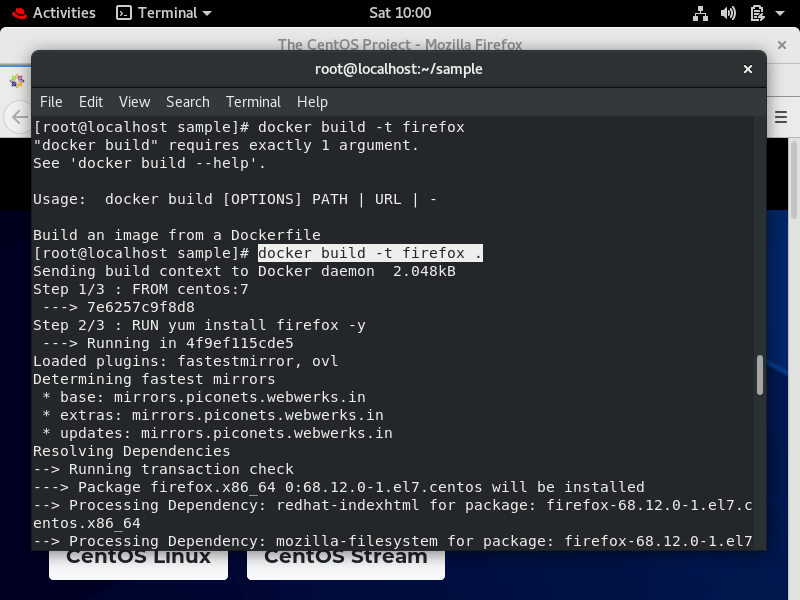 Activities
Terminal
Sat 10:00
The CentOS Project - Mozilla Firefox
root@localhost:~/sample
File Edit View Search Terminal Help
[root@localhost sample]# docker build -t firefox
"docker build" requires exactly 1 argument.
See 'docker build --help'.
Usage:  docker build [OPTIONS] PATH | URL | -
Build an image from a Dockerfile
[root@localhost sample]# docker build -t firefox .
Sending build context to Docker daemon  2.048kB
Step 1/3 : FROM centos:7
 ---> 7e6257c9f8d8
Step 2/3 : RUN yum install firefox -y
 ---> Running in 4f9ef115cde5
Loaded plugins: fastestmirror, ovl
Determining fastest mirrors
 * base: mirrors.piconets.webwerks.in
 * extras: mirrors.piconets.webwerks.in
 * updates: mirrors.piconets.webwerks.in
Resolving Dependencies
--> Running transaction check
---> Package firefox.x86_64 0:68.12.0-1.el7.centos will be installed
--> Processing Dependency: redhat-indexhtml for package: firefox-68.12.0-1.el7.c
entos.x86_64
--> Processing Dependency: mozilla-filesystem for package: firefox-68.12.0-1.el7
CentOS Linux
CentOS Stream